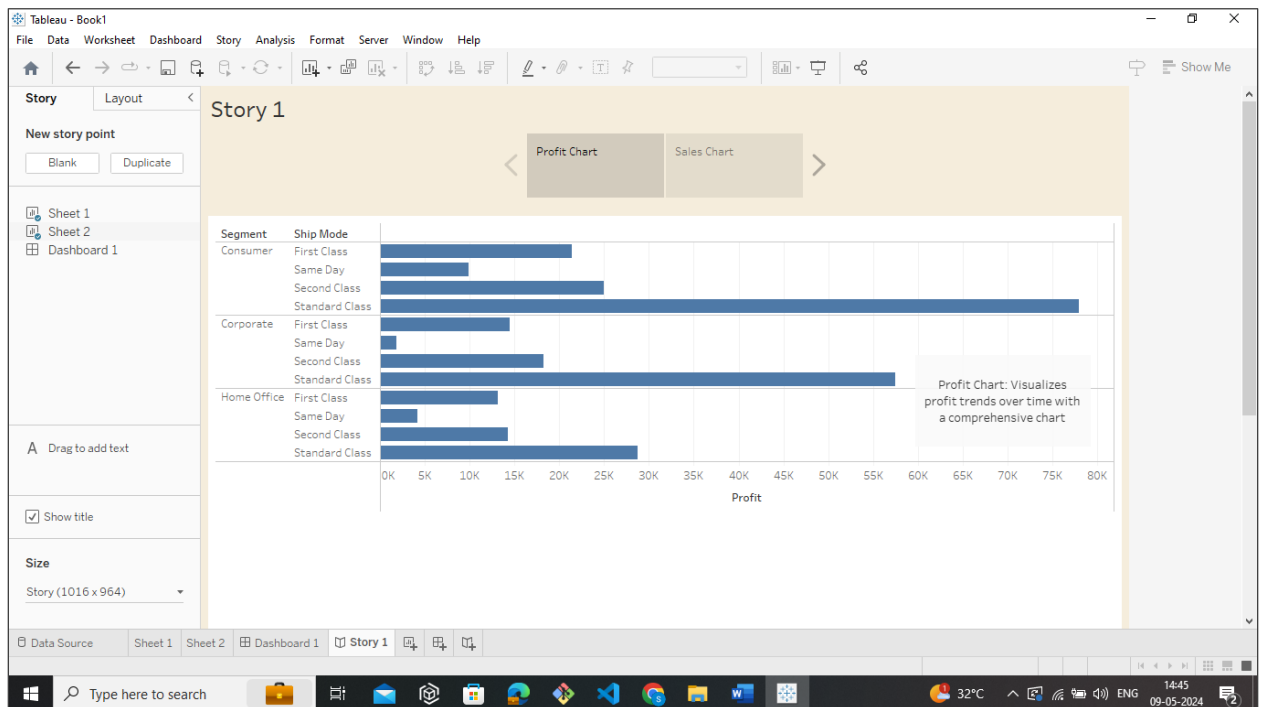 Tableau - Book1
File Data Worksheet Dashboard Story Analysis Format Server Window Help
Show Me
Story Layout
New story point
Blank Duplicate
Sheet 1
Sheet 2
Dashboard 1
A Drag to add text
Show title
Size
Story (1016 x 964)
Story 1
Profit Chart Sales Chart
Segment Ship Mode
Consumer First Class
Same Day
Second Class
Standard Class
Corporate First Class
Same Day
Second Class
Standard Class
Home Office First Class
Same Day
Second Class
Standard Class
Profit Chart: Visualizes
profit trends over time with
a comprehensive chart
0K 5K 10K 15K 20K 25K 30K 35K 40K 45K 50K 55K 60K 65K 70K 75K 80K
Profit
Data Source Sheet 1 Sheet 2 Dashboard 1 Story 1
Type here to search
32°C ENG 14:45
09-05-2024